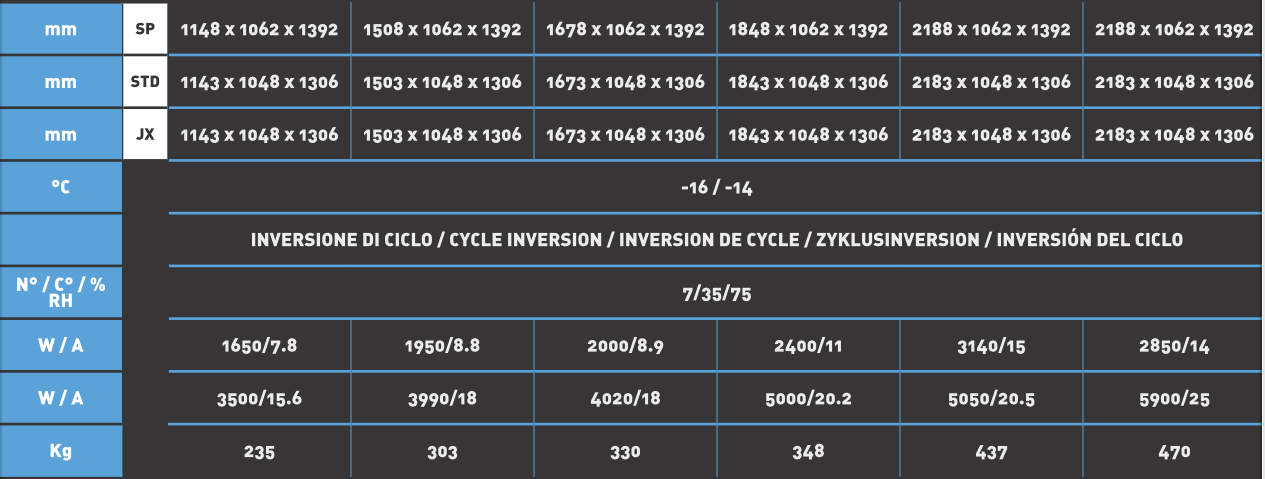 mm SP 1148 x 1062 x 1392 1508 x 1062 x 1392 1678 x 1062 x 1392 1848 x 1062 x 1392 2188 x 1062 x 1392 2188 x 1062 x 1392
mm STD 1143 x 1048 x 1306 1503 x 1048 x 1306 1673 x 1048 x 1306 1843 x 1048 x 1306 2183 x 1048 x 1306 2183 x 1048 x 1306
mm JX 1143 x 1048 x 1306 1503 x 1048 x 1306 1673 x 1048 x 1306 1843 x 1048 x 1306 2183 x 1048 x 1306 2183 x 1048 x 1306
°C -16 / -14
INVERSIONE DI CICLO / CYCLE INVERSION / INVERSION DE CYCLE / ZYKLUSINVERSION / INVERSIÓN DEL CICLO
N° / C° / %
RH 7/35/75
W / A 1650/7.8 1950/8.8 2000/8.9 2400/11 3140/15 2850/14
W / A 3500/15.6 3990/18 4020/18 5000/20.2 5050/20.5 5900/25
Kg 235 303 330 348 437 470